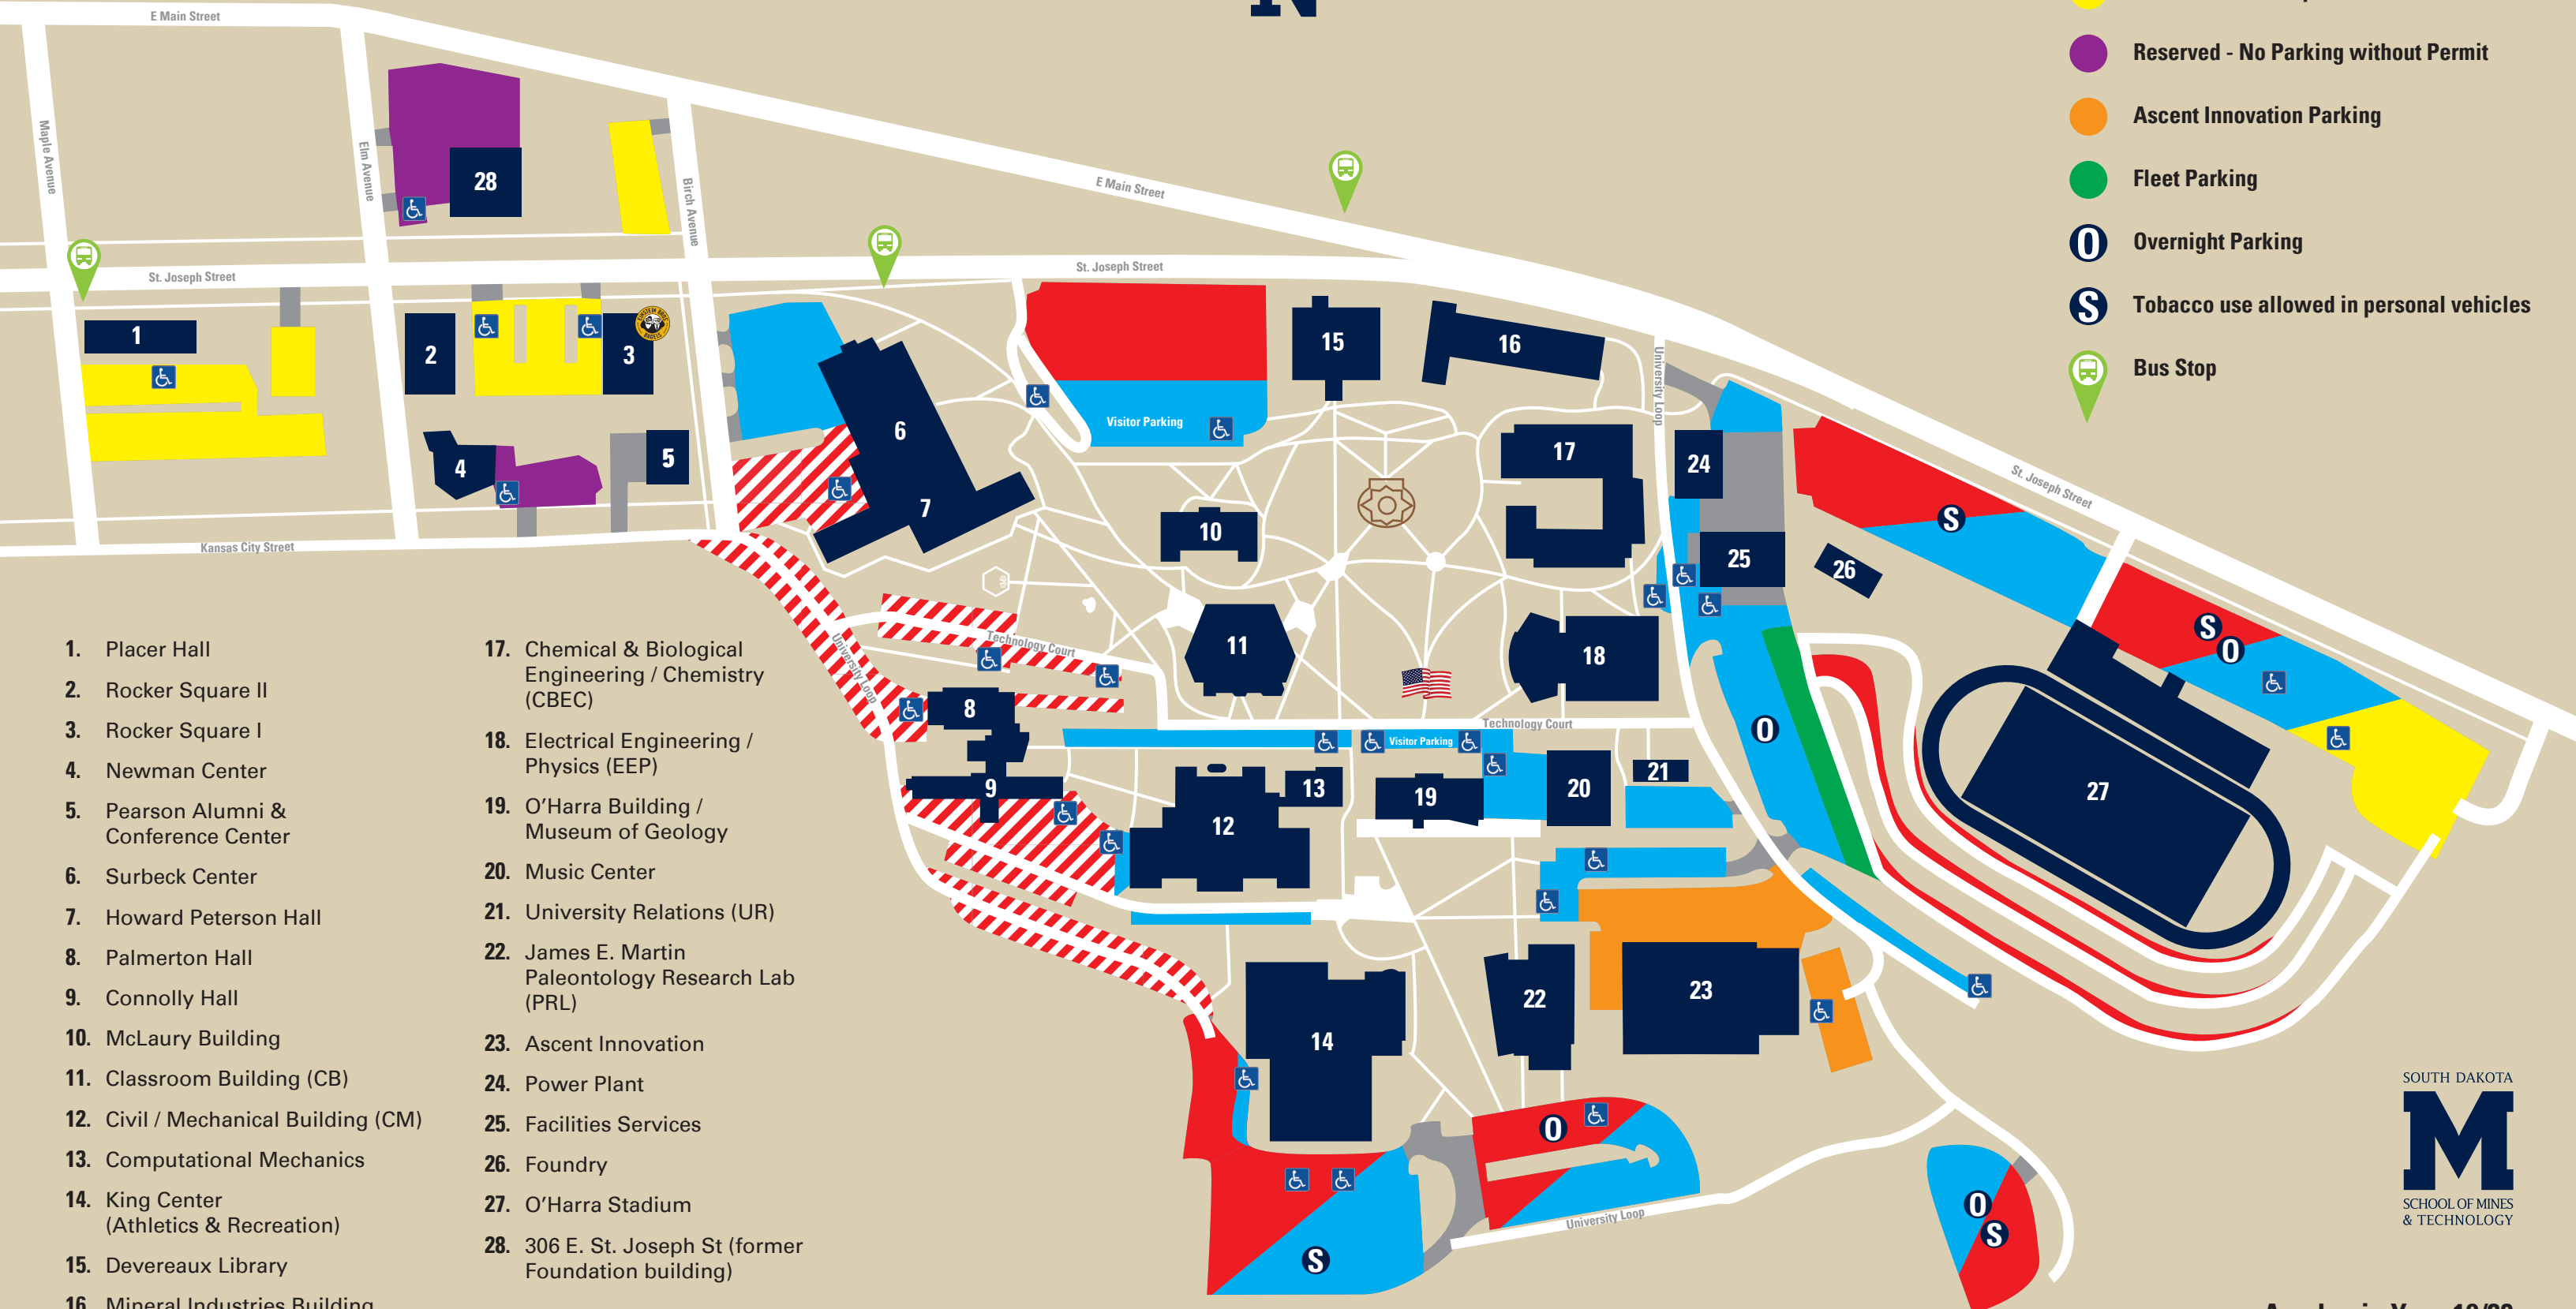 E Main Street
N
Reserved - No Parking without Permit
Ascent Innovation Parking
Fleet Parking
O
Overnight Parking
S
Tobacco use allowed in personal vehicles
Bus Stop
Maple Avenue
Elm Avenue
Birch Avenue
28
E Main Street
St. Joseph Street
St. Joseph Street
1
2
3
EINSTEIN BROS BAGELS
4
5
Kansas City Street
6
7
Visitor Parking
15
16
University Loop
17
24
25
26
S
St. Joseph Street
10
11
18
Technology Court
University Loop
8
9
Technology Court
Visitor Parking
12
13
19
20
21
O
S
O
27
14
22
23
O
S
University Loop
O
S
1. Placer Hall
2. Rocker Square II
3. Rocker Square I
4. Newman Center
5. Pearson Alumni &
Conference Center
6. Surbeck Center
7. Howard Peterson Hall
8. Palmerton Hall
9. Connolly Hall
10. McLaury Building
11. Classroom Building (CB)
12. Civil / Mechanical Building (CM)
13. Computational Mechanics
14. King Center
(Athletics & Recreation)
15. Devereaux Library
16. Mineral Industries Building
17. Chemical & Biological
Engineering / Chemistry
(CBEC)
18. Electrical Engineering /
Physics (EEP)
19. O'Harra Building /
Museum of Geology
20. Music Center
21. University Relations (UR)
22. James E. Martin
Paleontology Research Lab
(PRL)
23. Ascent Innovation
24. Power Plant
25. Facilities Services
26. Foundry
27. O'Harra Stadium
28. 306 E. St. Joseph St (former
Foundation building)
SOUTH DAKOTA
M
SCHOOL OF MINES
& TECHNOLOGY